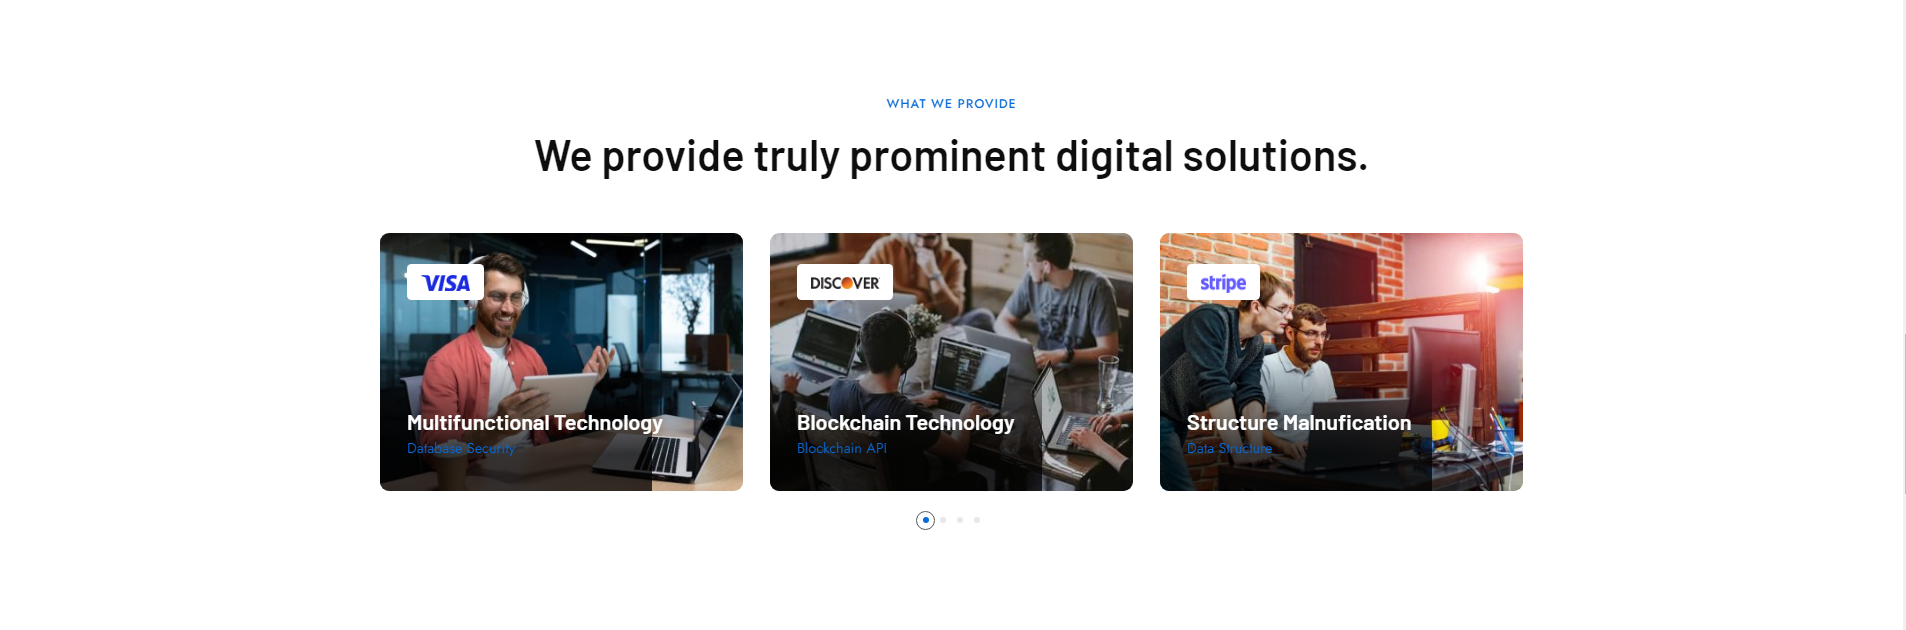 WHAT WE PROVIDE
We provide truly prominent digital solutions.
VISA
DISCOVER
stripe
Multifunctional Technology
Database Security
Blockchain Technology
Blockchain API
Structure Malnufication
Data Structure